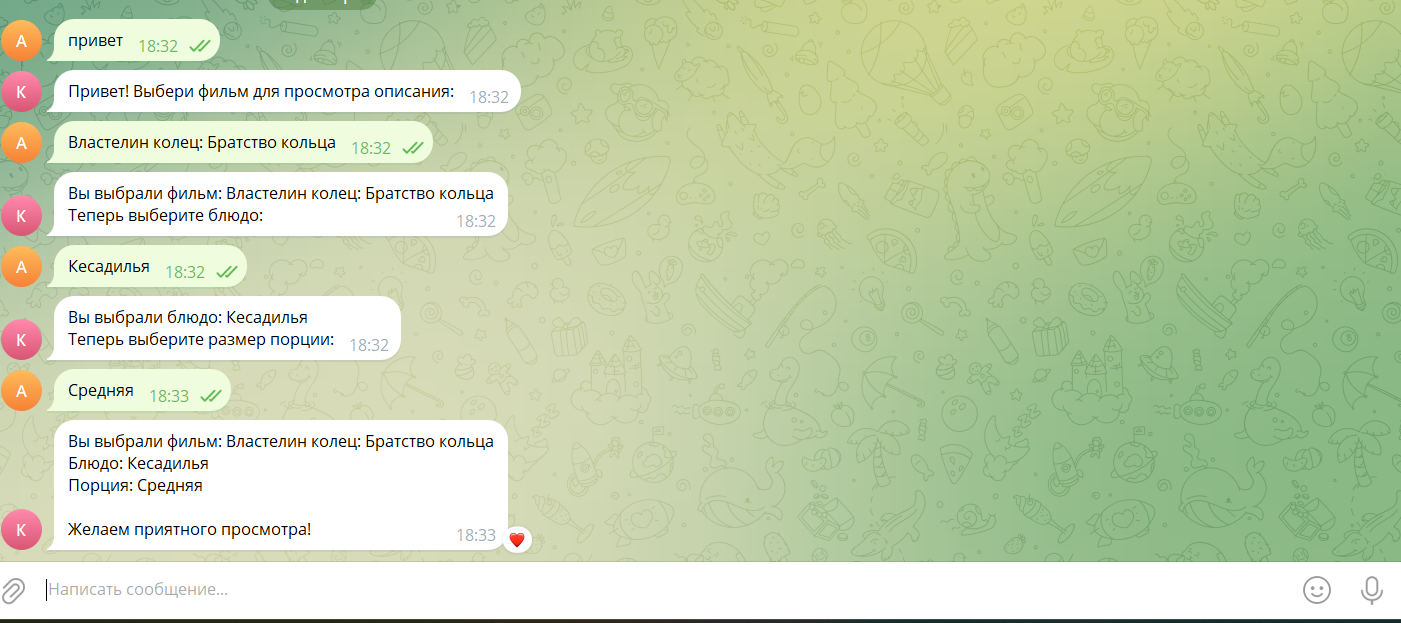 А
привет 18:32
К
Привет! Выбери фильм для просмотра описания: 18:32
А
Властелин колец: Братство кольца 18:32
Вы выбрали фильм: Властелин колец: Братство кольца
Теперь выберите блюдо: 18:32
К
А
Кесадилья 18:32
Вы выбрали блюдо: Кесадилья
Теперь выберите размер порции: 18:32
К
А
Средняя 18:33
Вы выбрали фильм: Властелин колец: Братство кольца
Блюдо: Кесадилья
Порция: Средняя
Желаем приятного просмотра! 18:33
К
Написать сообщение...